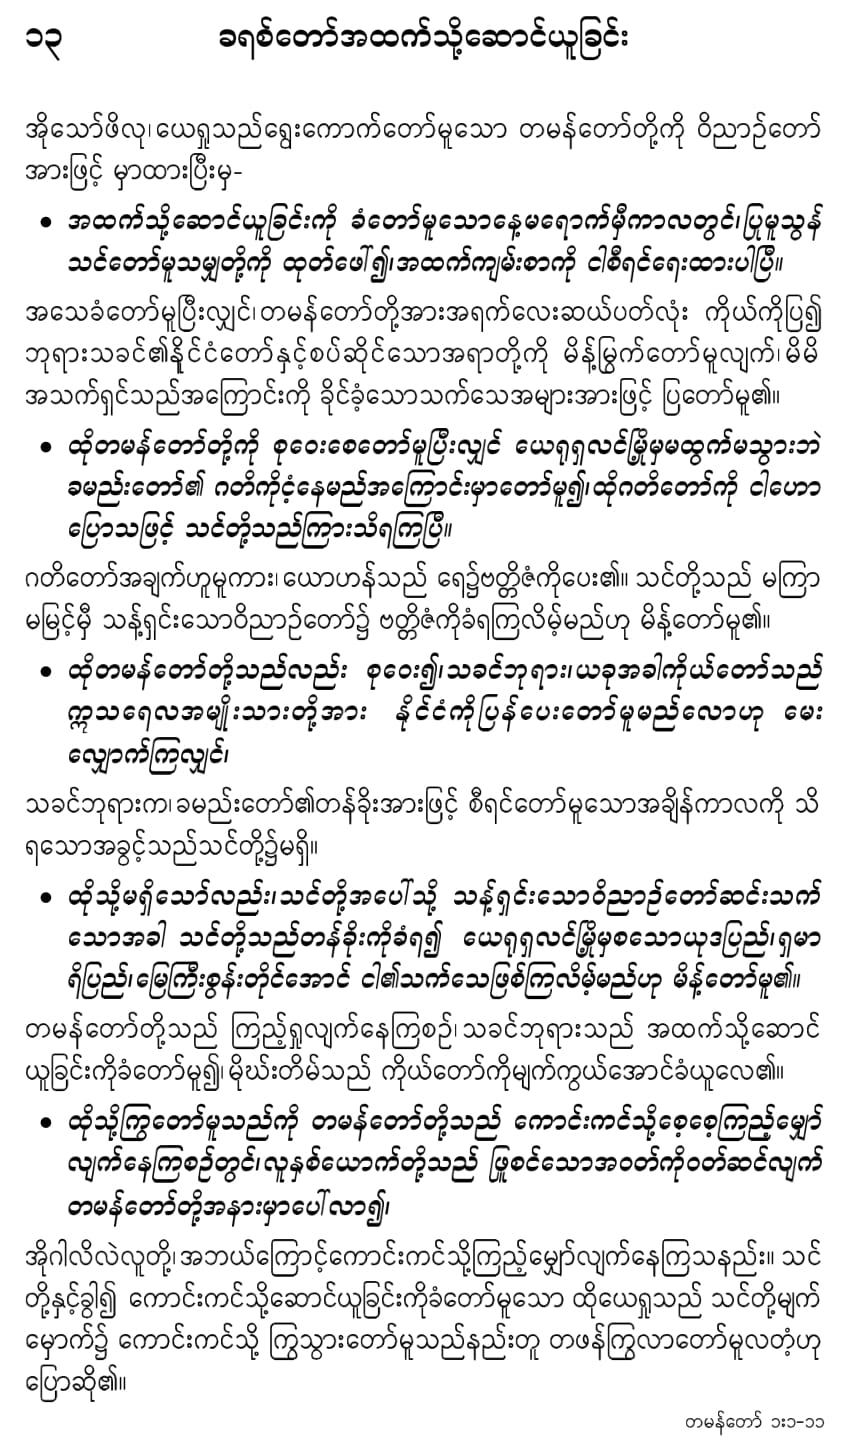 ၁၃ ခရစ်တော်အထက်သို့ဆောင်ယူခြင်း
အိုသော်ဖိလု၊ယေရှုသည်ရွေးကောက်တော်မူသော တမန်တော်တို့ကို ဝိညာဉ်တော်
အားဖြင့် မှာထားပြီးမှ-
• အထက်သို့ဆောင်ယူခြင်းကို ခံတော်မူသောနေ့မရောက်မှီကာလတွင်၊ပြုမူသွန်
သင်တော်မူသမျှတို့ကို ထုတ်ဖေါ်၍၊အထက်ကျမ်းစာကို ငါစီရင်ရေးထားပါပြီ။
အသေခံတော်မူပြီးလျှင်၊တမန်တော်တို့အားအရက်လေးဆယ်ပတ်လုံး ကိုယ်ကိုပြ၍
ဘုရားသခင်၏နိုင်ငံတော်နှင့်စပ်ဆိုင်သောအရာတို့ကို မိန့်မြွက်တော်မူလျက်၊မိမိ
အသက်ရှင်သည်အကြောင်းကို ခိုင်ခံ့သောသက်သေအများအားဖြင့် ပြတော်မူ၏။
• ထိုတမန်တော်တို့ကို စုဝေးစေတော်မူပြီးလျှင် ယေရုရှလင်မြို့မှမထွက်မသွားဘဲ
ခမည်းတော်၏ ဂတိကိုငံ့နေမည်အကြောင်းမှာတော်မူ၍၊ထိုဂတိတော်ကို ငါဟော
ပြောသဖြင့် သင်တို့သည်ကြားသိရကြပြီ။
ဂတိတော်အချက်ဟူမူကား၊ယောဟန်သည် ရေ၌ဗတ္တိဇံကိုပေး၏။ သင်တို့သည် မကြာ
မမြင့်မှီ သန့်ရှင်းသောဝိညာဉ်တော်၌ ဗတ္တိဇံကိုခံရကြလိမ့်မည်ဟု မိန့်တော်မူ၏။
• ထိုတမန်တော်တို့သည်လည်း စုဝေး၍၊သခင်ဘုရား၊ယခုအခါကိုယ်တော်သည်
ဣသရေလအမျိုးသားတို့အား နိုင်ငံကိုပြန်ပေးတော်မူမည်လောဟု မေး
လျှောက်ကြလျှင်၊
သခင်ဘုရားက၊ခမည်းတော်၏တန်ခိုးအားဖြင့် စီရင်တော်မူသောအချိန်ကာလကို သိ
ရသောအခွင့်သည်သင်တို့၌မရှိ။
• ထိုသို့မရှိသော်လည်း၊သင်တို့အပေါ်သို့ သန့်ရှင်းသောဝိညာဉ်တော်ဆင်းသက်
သောအခါ သင်တို့သည်တန်ခိုးကိုခံရ၍ ယေရုရှလင်မြို့မှစသောယုဒပြည်၊ရှမာ
ရိပြည်၊မြေကြီးစွန်းတိုင်အောင် ငါ၏သက်သေဖြစ်ကြလိမ့်မည်ဟု မိန့်တော်မူ၏။
တမန်တော်တို့သည် ကြည့်ရှုလျက်နေကြစဉ်၊သခင်ဘုရားသည် အထက်သို့ဆောင်
ယူခြင်းကိုခံတော်မူ၍၊မိုဃ်းတိမ်သည် ကိုယ်တော်ကိုမျက်ကွယ်အောင်ခံယူလေ၏။
• ထိုသို့ကြွတော်မူသည်ကို တမန်တော်တို့သည် ကောင်းကင်သို့စေ့စေ့ကြည့်မျှော်
လျက်နေကြစဉ်တွင်၊လူနှစ်ယောက်တို့သည် ဖြူစင်သောအဝတ်ကိုဝတ်ဆင်လျက်
တမန်တော်တို့အနားမှာပေါ်လာ၍၊
အိုဂါလိလဲလူတို့၊အဘယ်ကြောင့်ကောင်းကင်သို့ကြည့်မျှော်လျက်နေကြသနည်း။ သင်
တို့နှင့်ခွါ၍ ကောင်းကင်သို့ဆောင်ယူခြင်းကိုခံတော်မူသော ထိုယေရှုသည် သင်တို့မျက်
မှောက်၌ ကောင်းကင်သို့ ကြွသွားတော်မူသည်နည်းတူ တဖန်ကြွလာတော်မူလတံ့ဟု
ပြောဆို၏။
တမန်တော် ၁း၁-၁၁